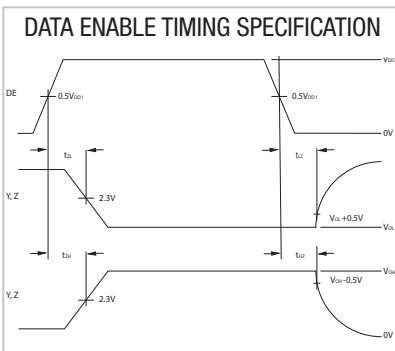 DATA ENABLE TIMING SPECIFICATION
VDD1
DE
0.5VDD1
0.5VDD1
0V
tZL
tLZ
Y, Z
2.3V
VOL+0.5V
VOL
tZH
tHZ
VOH
VOH–0.5V
Y, Z
2.3V
0V